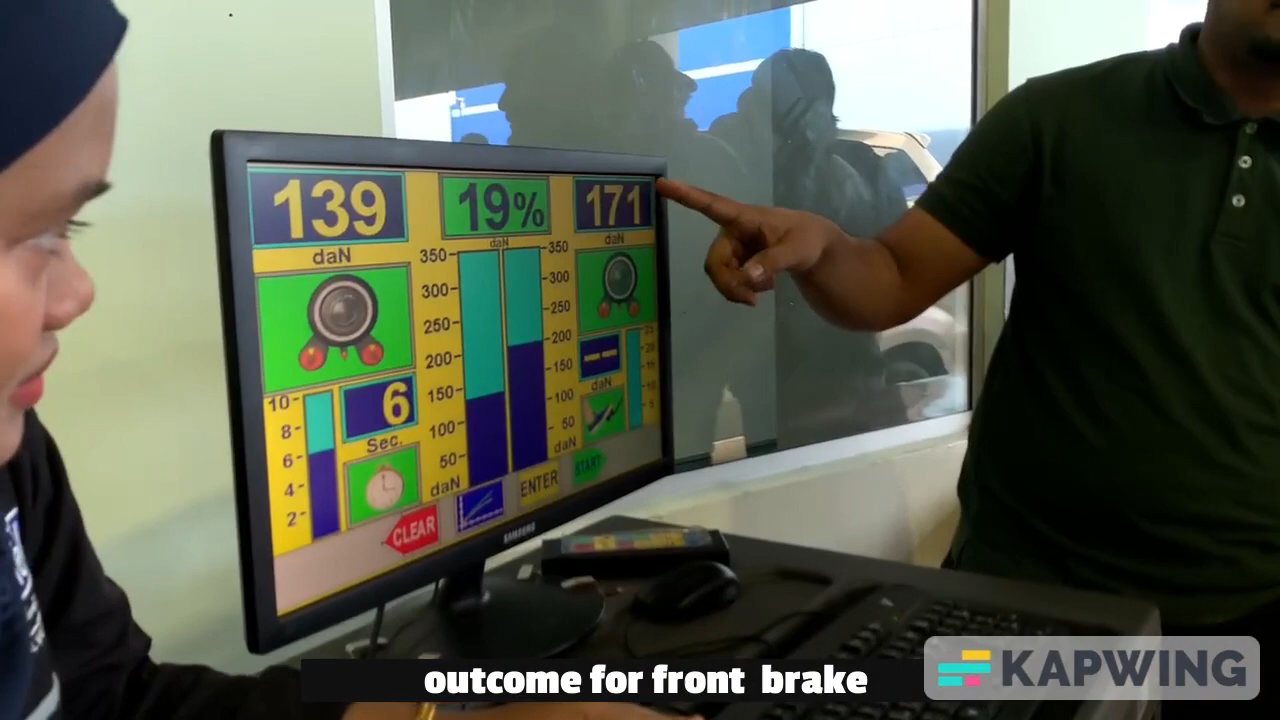 139
19%
171
daN
daN
daN
350
350
300
300
250
250
200
200
150
150
100
100
50
50
daN
daN
10
8
6
4
2
6
Sec.
daN
CLEAR
ENTER
START
SAMSUNG
outcome for front brake
KAPWING